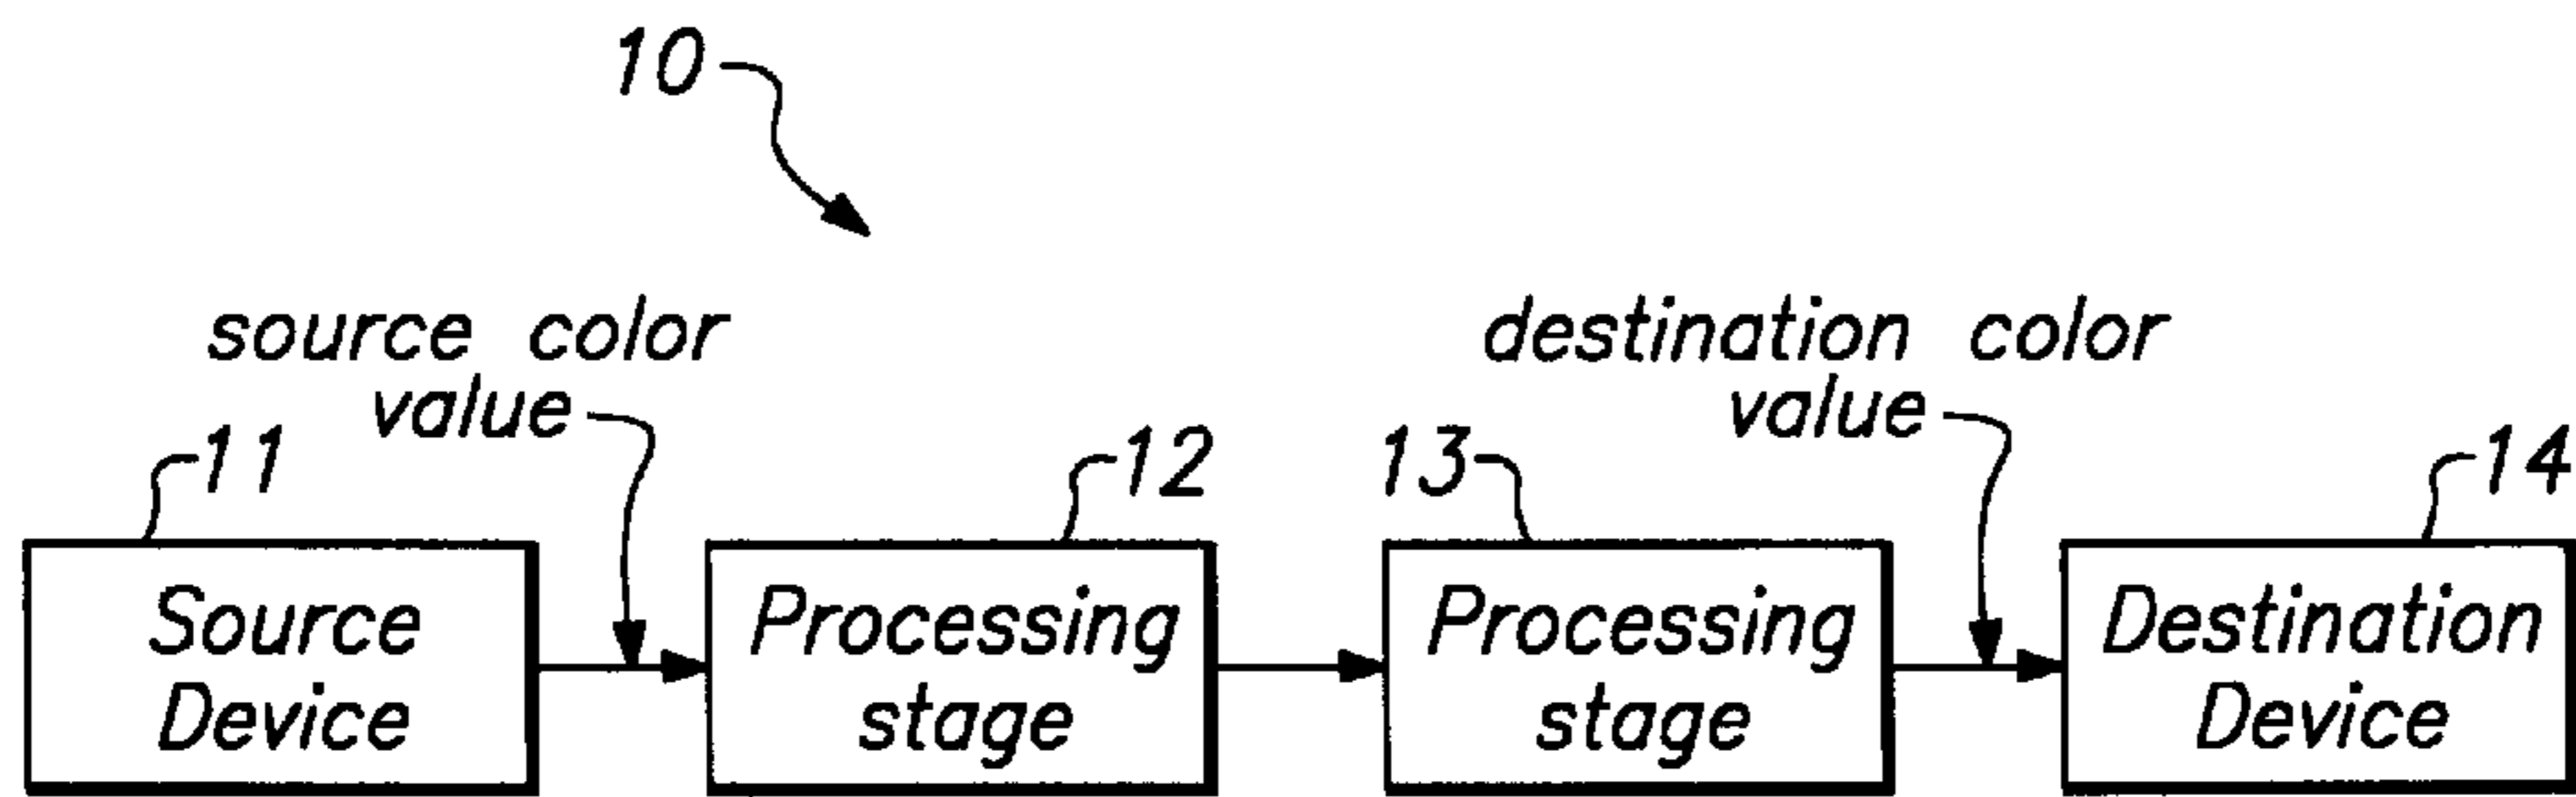 10
source color
value
destination color
value
11
12
13
14
Source
Device
Processing
stage
Processing
stage
Destination
Device